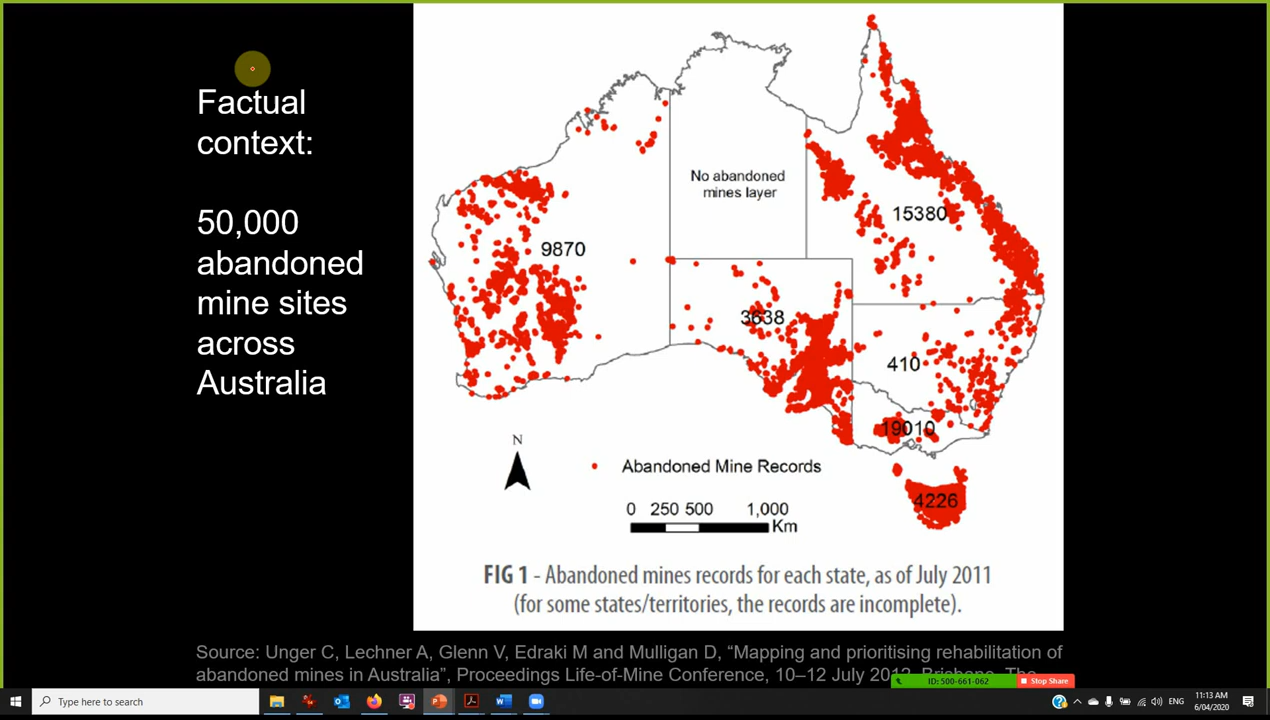 Factual
context:
50,000
abandoned
mine sites
across
Australia
No abandoned
mines layer
15380
9870
3638
410
19010
4226
N
Abandoned Mine Records
0 250 500 1,000
Km
FIG 1 - Abandoned mines records for each state, as of July 2011
(for some states/territories, the records are incomplete).
Source: Unger C, Lechner A, Glenn V, Edraki M and Mulligan D, “Mapping and prioritising rehabilitation of
abandoned mines in Australia”, Proceedings Life-of-Mine Conference, 10–12 July 2012, Brisbane, The
ID: 500-661-062
Stop Share
Type here to search
ENG
11:13 AM
6/04/2020